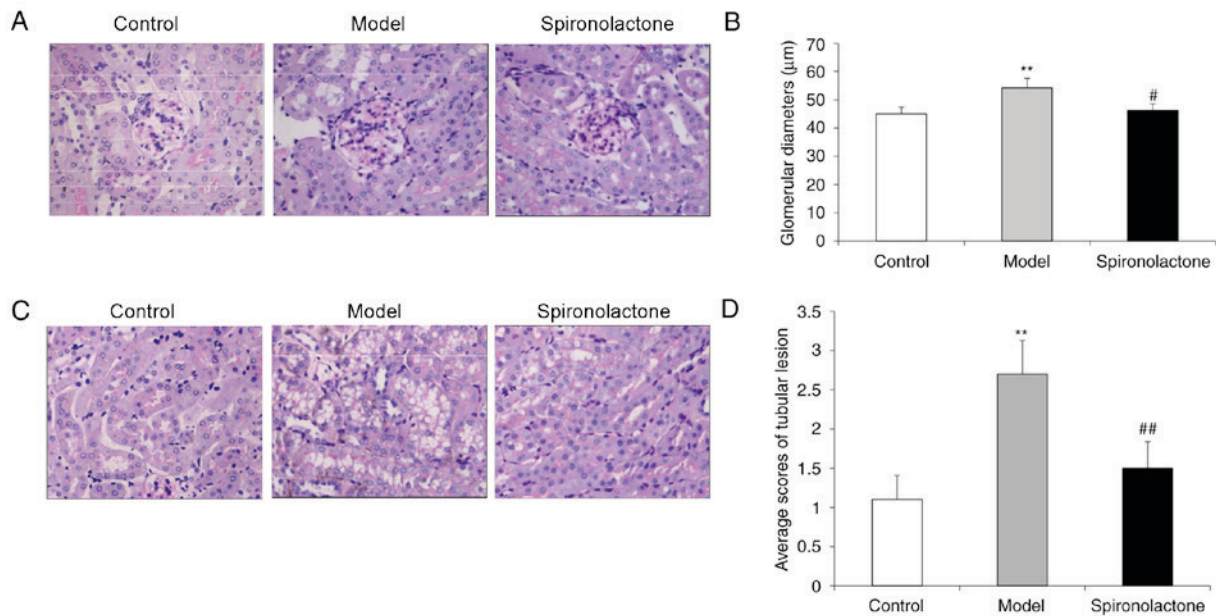 A
Control
Model
Spironolactone
B
Glomerular diameters (μm)
70
60
50
40
30
20
10
0
**
#
Control
Model
Spironolactone
C
Control
Model
Spironolactone
D
Average scores of tubular lesion
3.5
3
2.5
2
1.5
1
0.5
0
**
##
Control
Model
Spironolactone